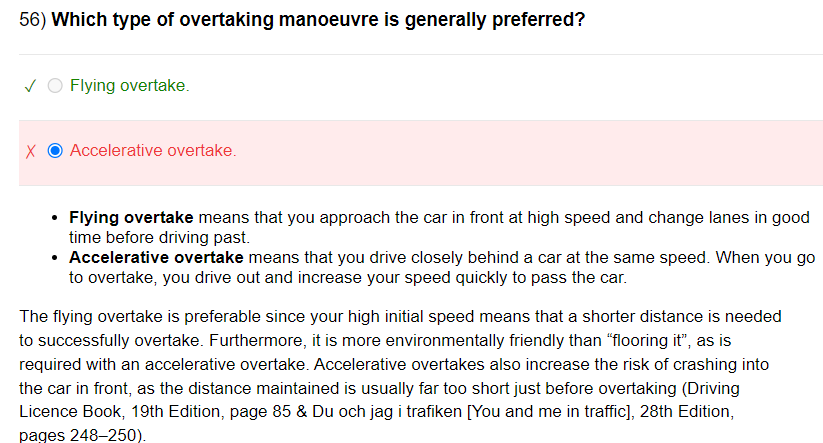 56) Which type of overtaking manoeuvre is generally preferred?
✓ Flying overtake.
X Accelerative overtake.
• Flying overtake means that you approach the car in front at high speed and change lanes in good
time before driving past.
• Accelerative overtake means that you drive closely behind a car at the same speed. When you go
to overtake, you drive out and increase your speed quickly to pass the car.
The flying overtake is preferable since your high initial speed means that a shorter distance is needed
to successfully overtake. Furthermore, it is more environmentally friendly than “flooring it”, as is
required with an accelerative overtake. Accelerative overtakes also increase the risk of crashing into
the car in front, as the distance maintained is usually far too short just before overtaking (Driving
Licence Book, 19th Edition, page 85 & Du och jag i trafiken [You and me in traffic], 28th Edition,
pages 248–250).